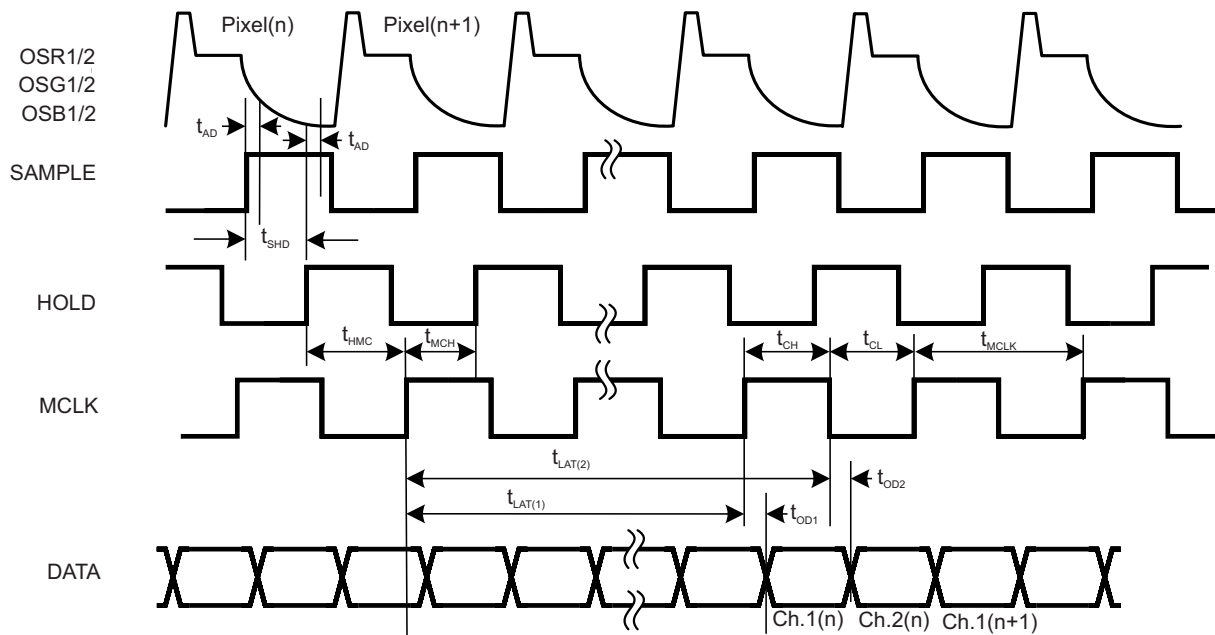 Pixel(n) Pixel(n+1)
OSR1/2
OSG1/2
OSB1/2
tAD
tAD
SAMPLE
tSHD
HOLD
tHMC tMCH tCH tCL tMCLK
MCLK
tLAT(2) tOD2
tLAT(1) tOD1
DATA
Ch.1(n) Ch.2(n) Ch.1(n+1)